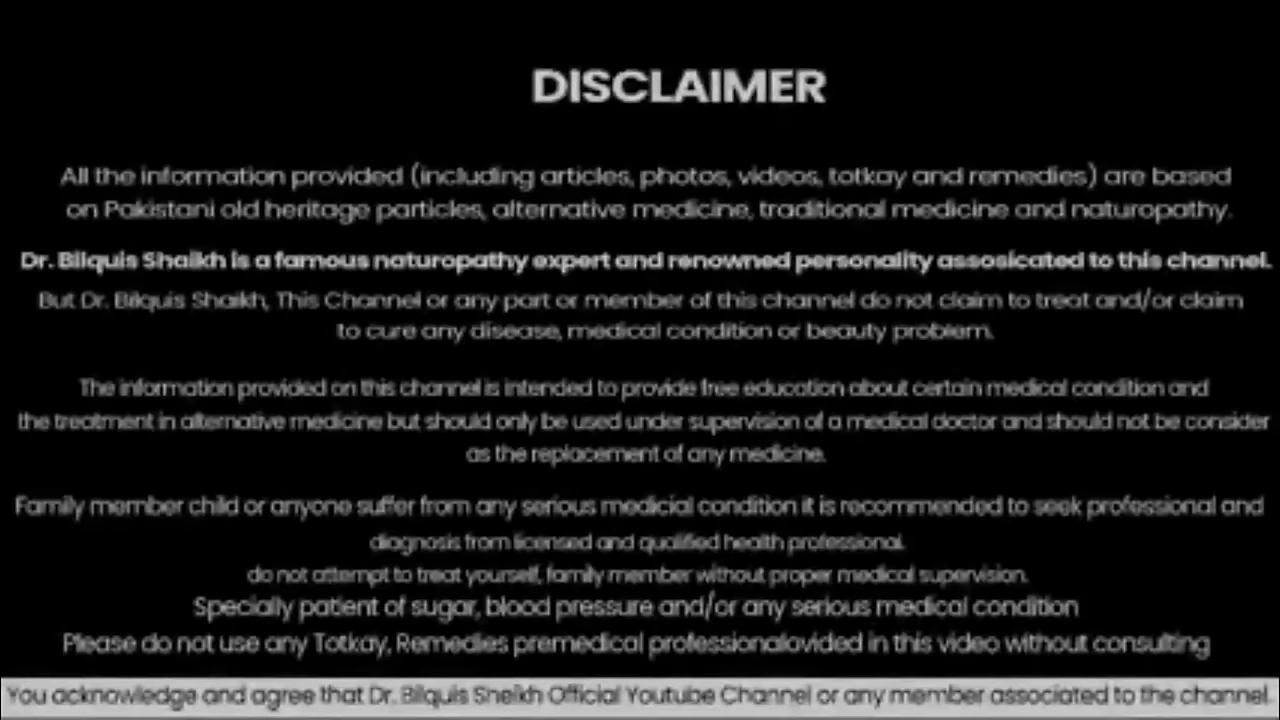 DISCLAIMER
All the information provided (including articles, photos, videos, totkay and remedies) are based
on Pakistani old heritage particles, alternative medicine, traditional medicine and naturopathy.
Dr. Bilquis Shaikh is a famous naturopathy expert and renowned personality assosicated to this channel.
But Dr. Bilquis Shaikh, This Channel or any part or member of this channel do not claim to treat and/or claim
to cure any disease, medical condition or beauty problem.
The information provided on this channel is intended to provide free education about certain medical condition and
the treatment in alternative medicine but should only be used under supervision of a medical doctor and should not be consider
as the replacement of any medicine.
Family member child or anyone suffer from any serious medicial condition it is recommended to seek professional and
diagnosis from licensed and qualified health professional.
do not attempt to treat yourself, family member without proper medical supervision.
Specially patient of sugar, blood pressure and/or any serious medical condition
Please do not use any Totkay, Remedies premedical professionalovided in this video without consulting
You acknowledge and agree that Dr. Bilquis Sheikh Official Youtube Channel or any member associated to the channel.